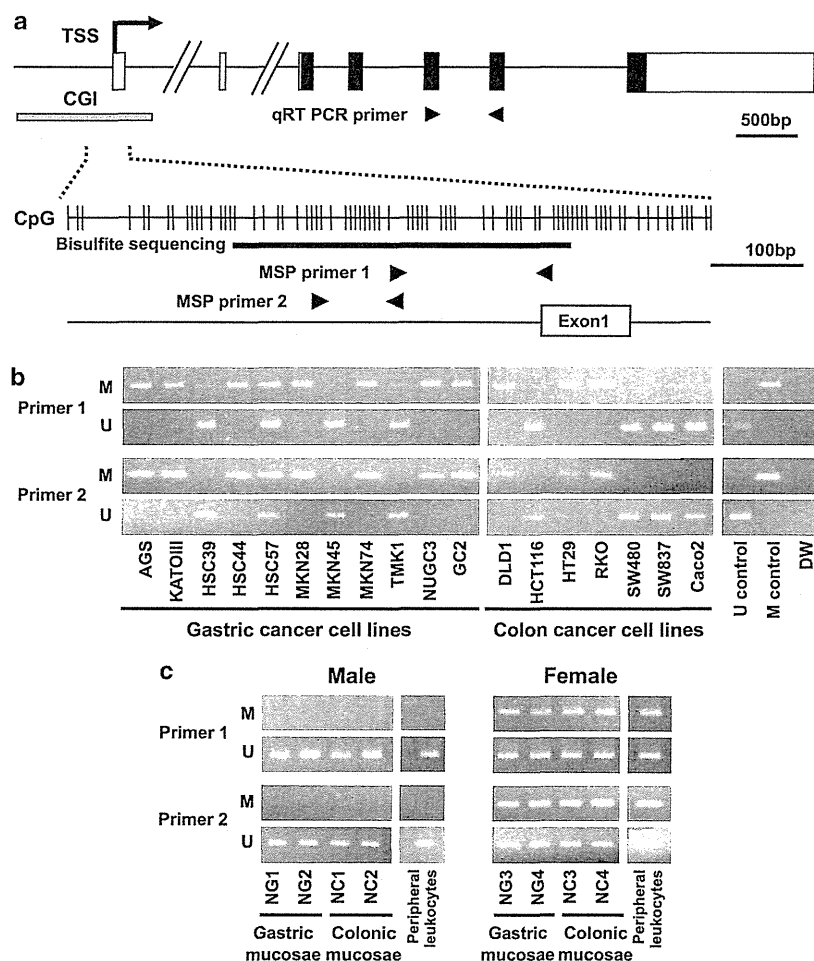 a
TSS
CGI
qRT PCR primer
500bp
CpG
Bisulfite sequencing
100bp
MSP primer 1
MSP primer 2
Exon1
b
Primer 1
M
U
Primer 2
M
U
AGS
KATOIII
HSC39
HSC44
HSC57
MKN28
MKN45
MKN74
TMK1
NUGC3
GC2
DLD1
HCT116
HT29
RKO
SW480
SW837
Caco2
U control
M control
DW
Gastric cancer cell lines
Colon cancer cell lines
c
Male
Female
Primer 1
M
U
Primer 2
M
U
NG1
NG2
NC1
NC2
Peripheral
leukocytes
NG3
NG4
NC3
NC4
Peripheral
leukocytes
Gastric Colonic
mucosae mucosae
Gastric Colonic
mucosae mucosae